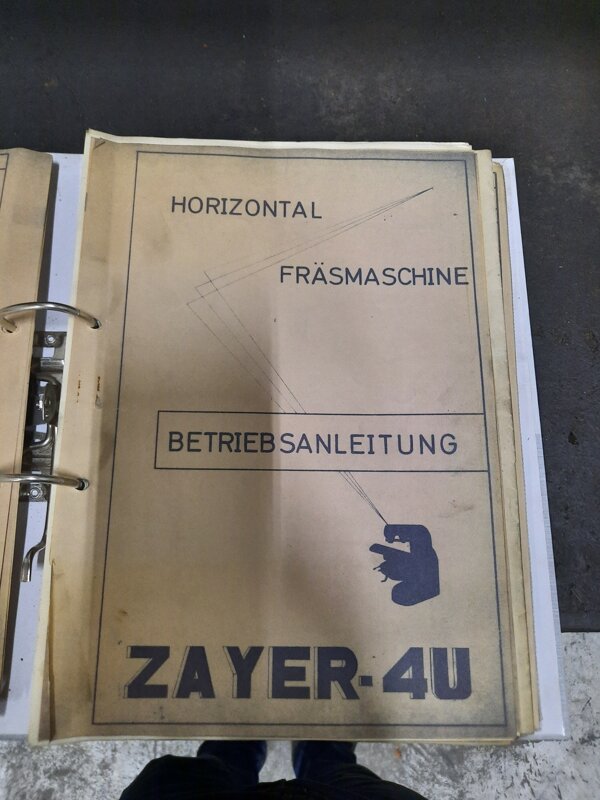 HORIZONTAL
FRÄSMASCHINE
BETRIEBSANLEITUNG
ZAYER-4U